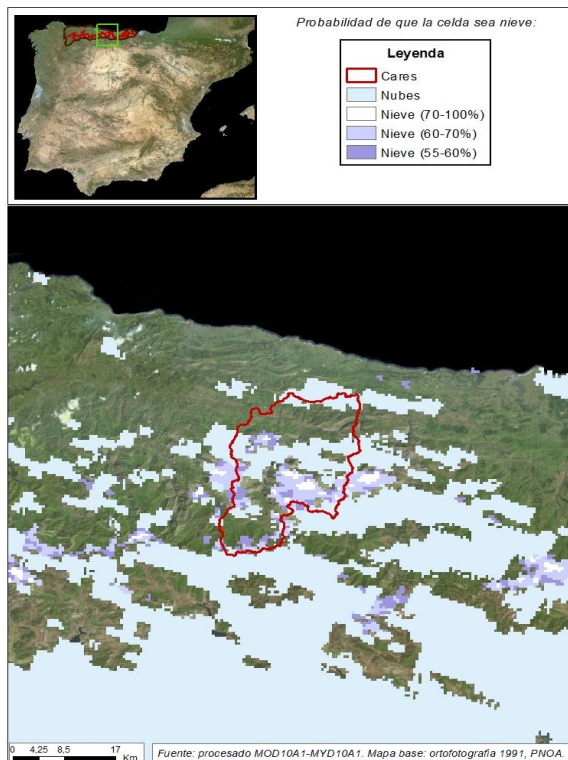 Probabilidad de que la celda sea nieve:
Leyenda
Cares
Nubes
Nieve (70-100%)
Nieve (60-70%)
Nieve (55-60%)
0 4,25 8,5 17
Km
Fuente: procesado MOD10A1-MYD10A1. Mapa base: ortofotografía 1991, PNOA.